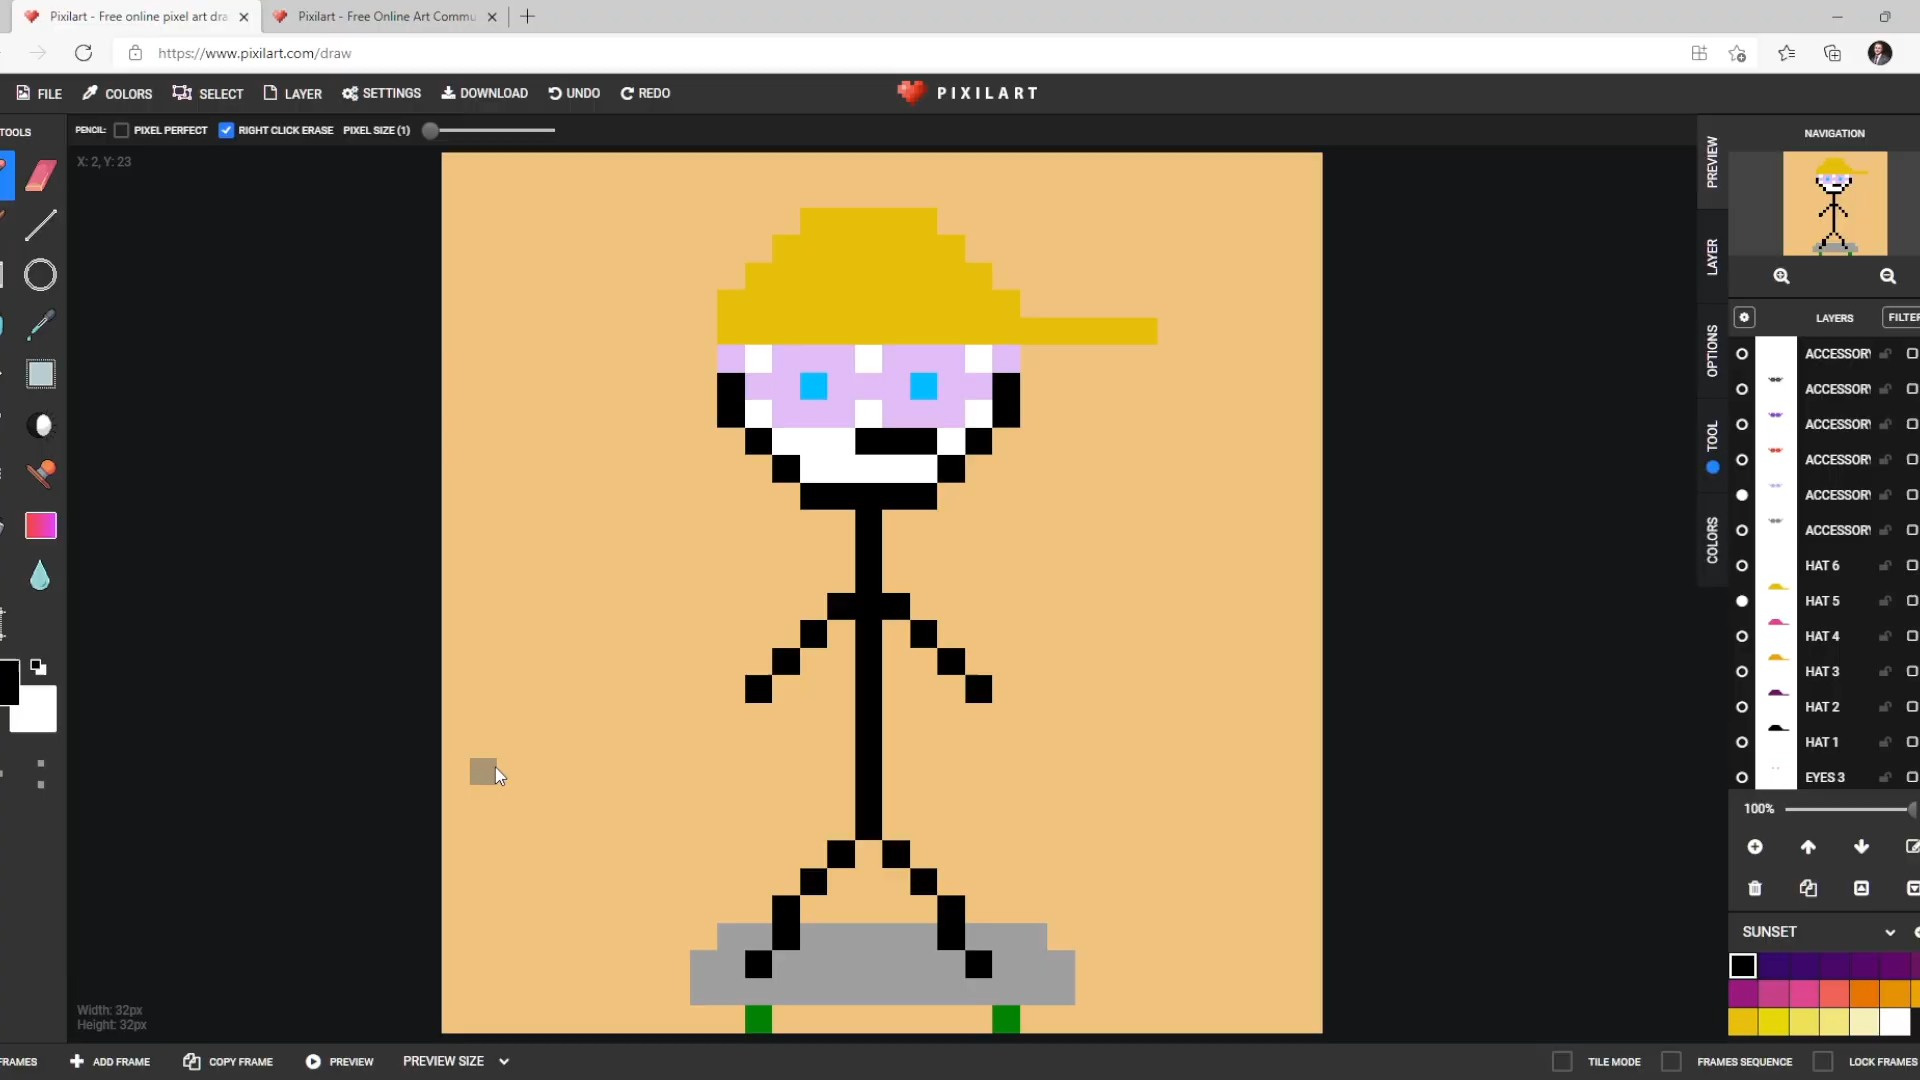 Pixilart - Free online pixel art dra
Pixilart - Free Online Art Commu
https://www.pixilart.com/draw
FILE COLORS SELECT LAYER SETTINGS DOWNLOAD UNDO REDO
PIXILART
TOOLS
PENCIL: PIXEL PERFECT RIGHT CLICK ERASE PIXEL SIZE (1)
X: 2, Y: 23
NAVIGATION
PREVIEW
LAYER
OPTIONS
TOOL
COLORS
LAYERS FILTER
ACCESSORY
ACCESSORY
ACCESSORY
ACCESSORY
ACCESSORY
ACCESSORY
HAT 6
HAT 5
HAT 4
HAT 3
HAT 2
HAT 1
EYES 3
100%
SUNSET
Width: 32px
Height: 32px
FRAMES ADD FRAME COPY FRAME PREVIEW PREVIEW SIZE TILE MODE FRAMES SEQUENCE LOCK FRAMES